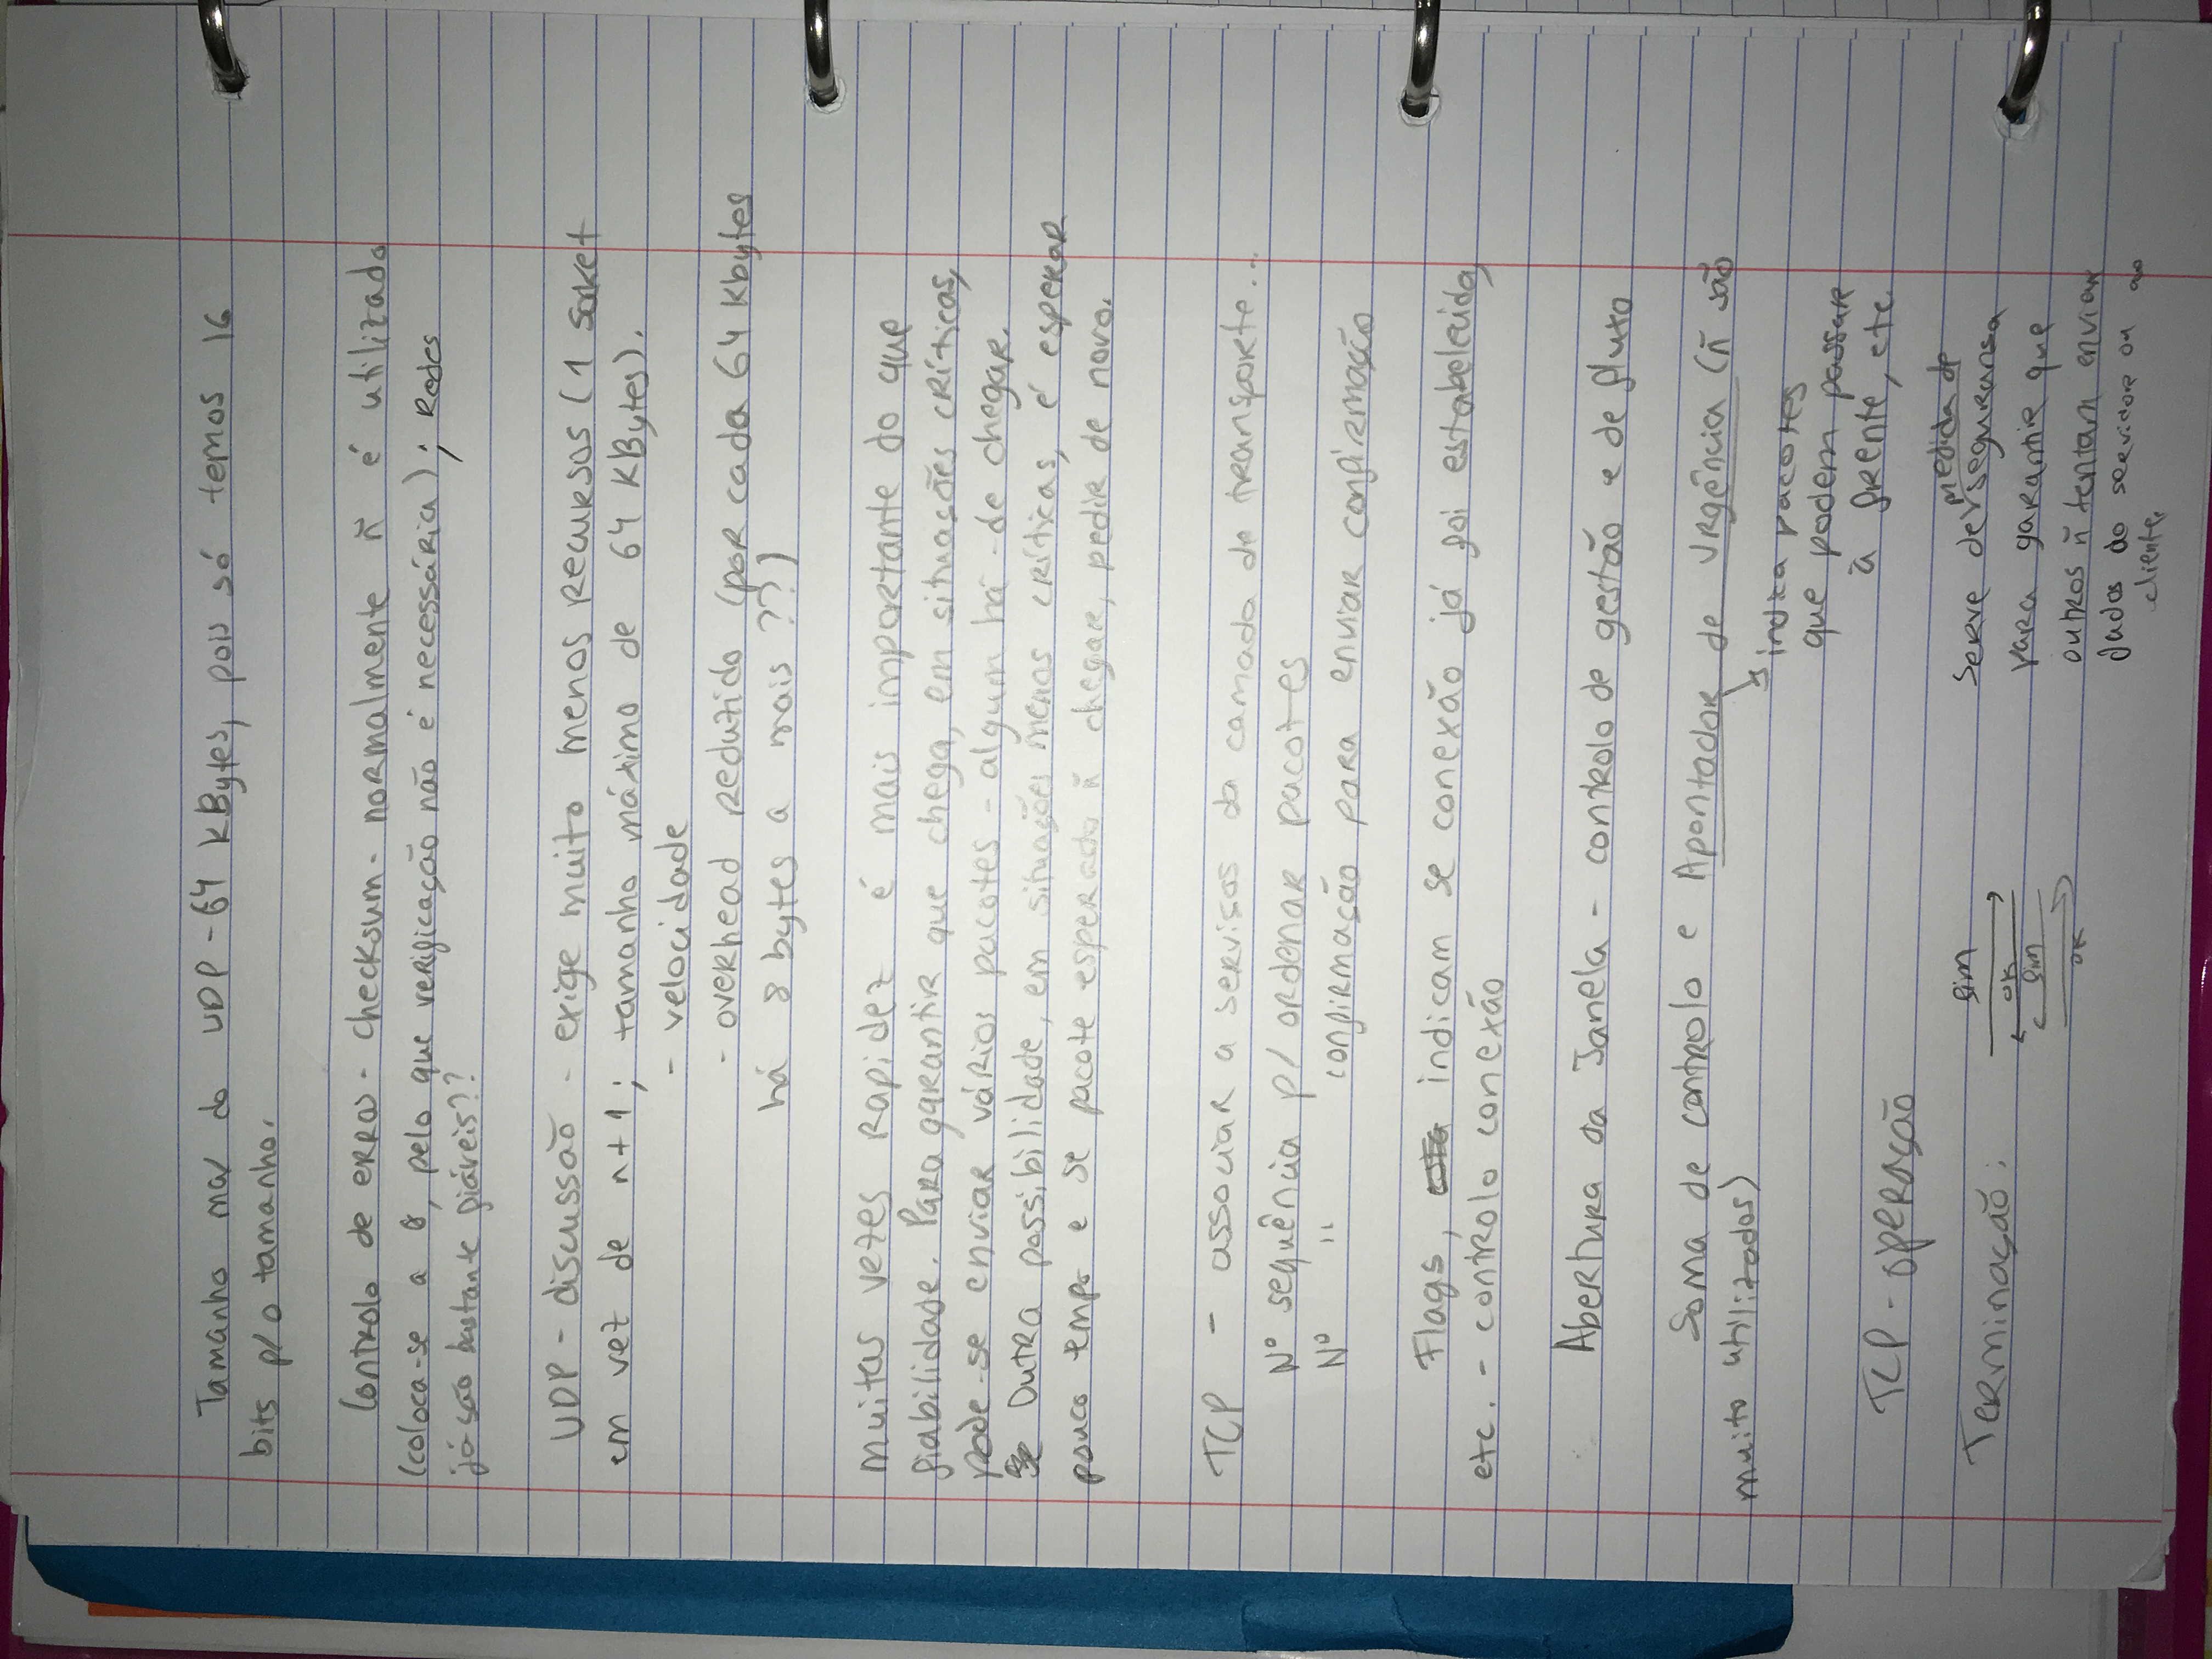 Tamanho max do UDP - 64 KBytes, pois só temos 16
bits p/ o tamanho.
Controlo de erros - checksum - normalmente ñ é utilizado
(coloca-se a 0, pelo que verificação não é necessária); Redes
já são bastante fiáveis??
UDP - discussão - exige muito menos recursos (1 socket
em vez de n+1; tamanho máximo de 64 KBytes).
- velocidade
- overhead reduzido (por cada 64 Kbytes
há 8 bytes a mais ??)
muitas vezes rapidez é mais importante do que
fiabilidade. Para garantir que chega, em situações críticas,
pode-se enviar vários pacotes - algum há-de chegar.
Outra possibilidade, em situações menos críticas, é esperar
pouco tempo e se pacote esperado ñ chegar, pedir de novo.
TCP - associar a serviços da camada de transporte...
Nº sequência p/ ordenar pacotes
Nº " confirmação para enviar confirmação
Flags, indicam se conexão já foi estabelecida,
etc. - controlo conexão
Abertura da Janela - controlo de gestão e de fluxo
Soma de controlo e Apontador de Urgência (ñ são
muito utilizados)
indica pacotes
que podem passar
à frente, etc
TCP - operação
Terminação:
fim
ok
fim
ok
Serve de medida de segurança
para garantir que
outros ñ tentam enviar
dados do servidor ou ao
cliente.